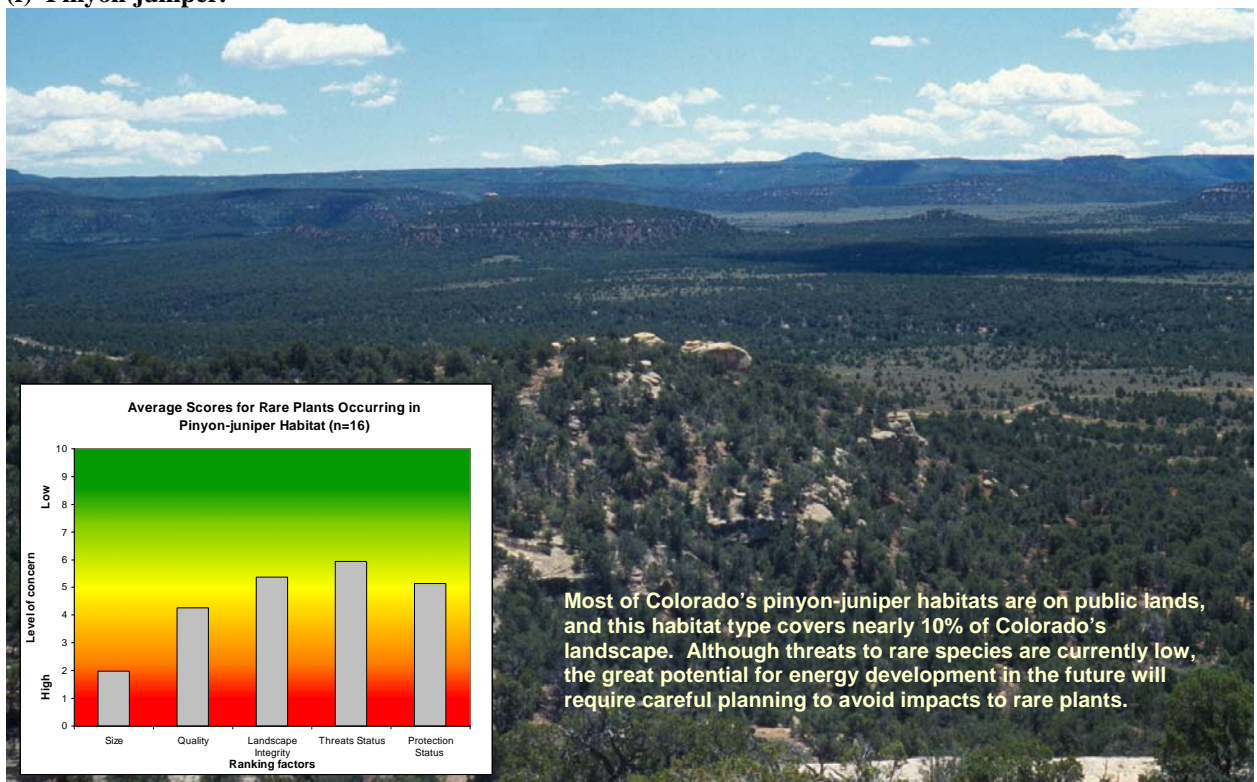 (f) Pinyon-juniper:
Average Scores for Rare Plants Occurring in
Pinyon-juniper Habitat (n=16)
10
9
8
7
6
5
4
3
2
1
0
Low
Level of concern
High
Size
Quality
Landscape
Integrity
Threats Status
Protection
Status
Ranking factors
Most of Colorado's pinyon-juniper habitats are on public lands,
and this habitat type covers nearly 10% of Colorado's
landscape.  Although threats to rare species are currently low,
the great potential for energy development in the future will
require careful planning to avoid impacts to rare plants.